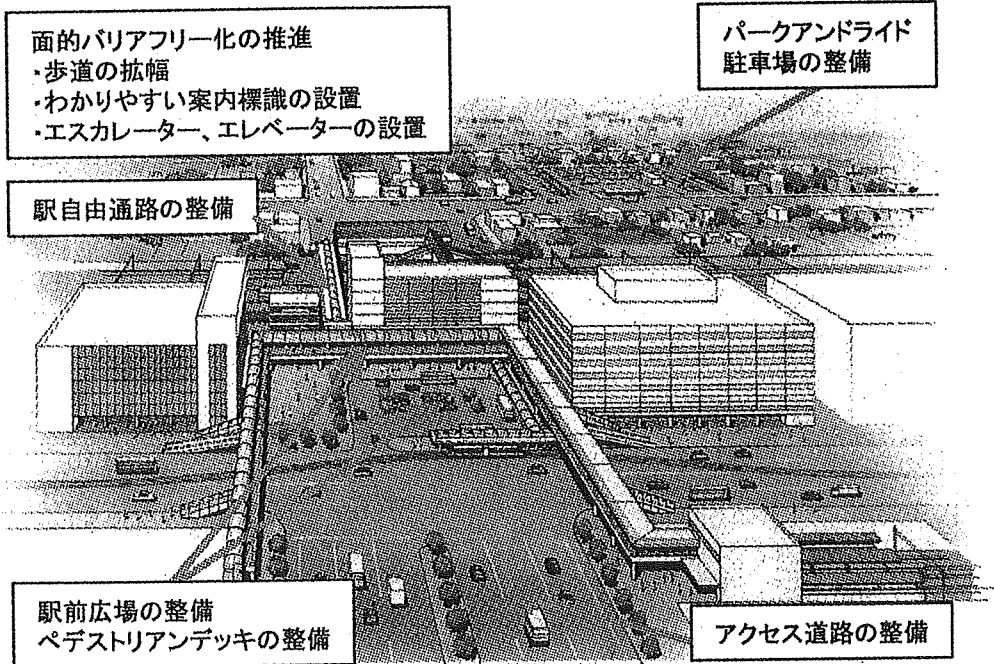 面的バリアフリー化の推進
・歩道の拡幅
・わかりやすい案内標識の設置
・エスカレーター、エレベーターの設置
パークアンドライド
駐車場の整備
駅自由通路の整備
駅前広場の整備
ペデストリアンデッキの整備
アクセス道路の整備